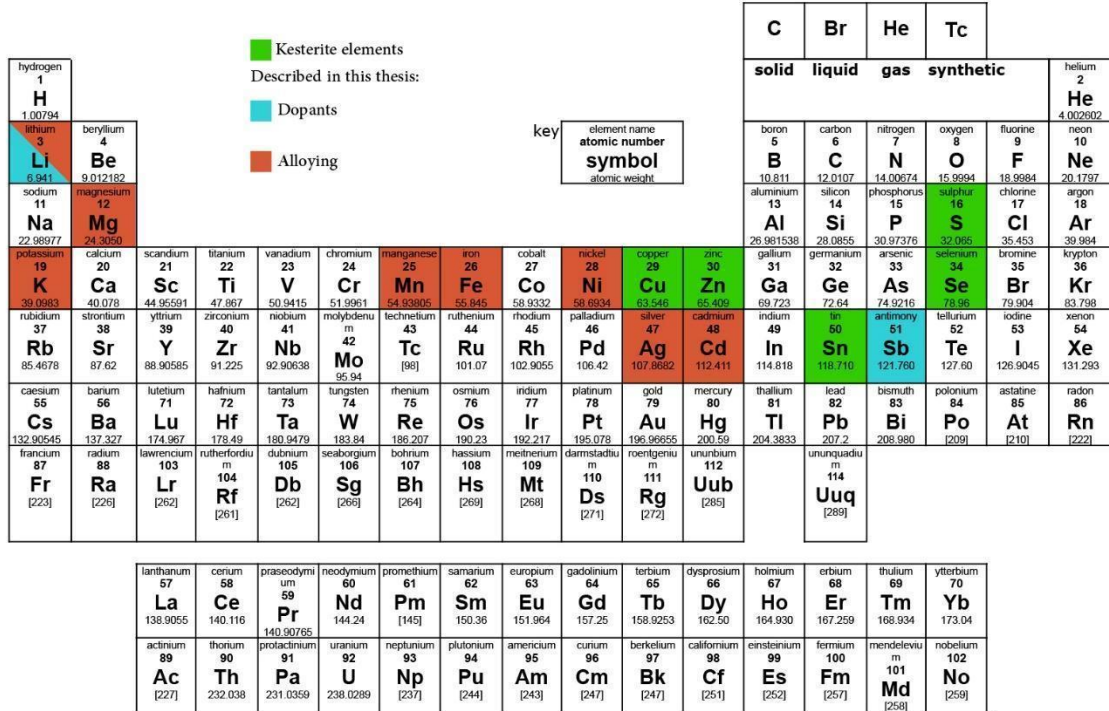 C Br He Tc
solid liquid gas synthetic
Kesterite elements
Described in this thesis:
Dopants
Alloying
key
element name
atomic number
symbol
atomic weight
hydrogen helium
1 2
H He
1.00794 4.002602
lithium beryllium boron carbon nitrogen oxygen fluorine neon
3 4 5 6 7 8 9 10
Li Be B C N O F Ne
6.941 9.012182 10.811 12.0107 14.00674 15.9994 18.9984 20.1797
sodium magnesium aluminium silicon phosphorus sulphur chlorine argon
11 12 13 14 15 16 17 18
Na Mg Al Si P S Cl Ar
22.98977 24.3050 26.981538 28.0855 30.97376 32.065 35.453 39.984
potassium calcium scandium titanium vanadium chromium manganese iron cobalt nickel copper zinc gallium germanium arsenic selenium bromine krypton
19 20 21 22 23 24 25 26 27 28 29 30 31 32 33 34 35 36
K Ca Sc Ti V Cr Mn Fe Co Ni Cu Zn Ga Ge As Se Br Kr
39.0983 40.078 44.95591 47.867 50.9415 51.9961 54.93805 55.845 58.9332 58.6934 63.546 65.409 69.723 72.64 74.9216 78.96 79.904 83.798
rubidium strontium yttrium zirconium niobium molybdenu technetium ruthenium rhodium palladium silver cadmium indium tin antimony tellurium iodine xenon
37 38 39 40 41 m 43 44 45 46 47 48 49 50 51 52 53 54
42
Rb Sr Y Zr Nb Mo Tc Ru Rh Pd Ag Cd In Sn Sb Te I Xe
85.4678 87.62 88.90585 91.225 92.90638 95.94 [98] 101.07 102.9055 106.42 107.8682 112.411 114.818 118.710 121.760 127.60 126.9045 131.293
caesium barium lutetium hafnium tantalum tungsten rhenium osmium iridium platinum gold mercury thallium lead bismuth polonium astatine radon
55 56 71 72 73 74 75 76 77 78 79 80 81 82 83 84 85 86
Cs Ba Lu Hf Ta W Re Os Ir Pt Au Hg Tl Pb Bi Po At Rn
132.90545 137.327 174.967 178.49 180.9479 183.84 186.207 190.23 192.217 195.078 196.96655 200.59 204.3833 207.2 208.980 [209] [210] [222]
francium radium lawrencium rutherfordiu dubnium seaborgium bohrium hassium meitnerium darmstadtiu roentgeniu ununbium ununquadiu
87 88 103 m 105 106 107 108 109 m m 112 m
104 110 111 114
Fr Ra Lr Rf Db Sg Bh Hs Mt Ds Rg Uub Uuq
[223] [226] [262] [261] [262] [266] [264] [269] [268] [271] [272] [285] [289]
lanthanum cerium praseodymi neodymium promethium samarium europium gadolinium terbium dysprosium holmium erbium thulium ytterbium
57 58 um 60 61 62 63 64 65 66 67 68 69 70
59
La Ce Pr Nd Pm Sm Eu Gd Tb Dy Ho Er Tm Yb
138.9055 140.116 140.90765 144.24 [145] 150.36 151.964 157.25 158.9253 162.50 164.930 167.259 168.934 173.04
actinium thorium protactinium uranium neptunium plutonium americium curium berkelium californium einsteinium fermium mendeleviu nobelium
89 90 91 92 93 94 95 96 97 98 99 100 m 102
101
Ac Th Pa U Np Pu Am Cm Bk Cf Es Fm Md No
[227] 232.038 231.0359 238.0289 [237] [244] [243] [247] [247] [251] [252] [257] [258] [259]